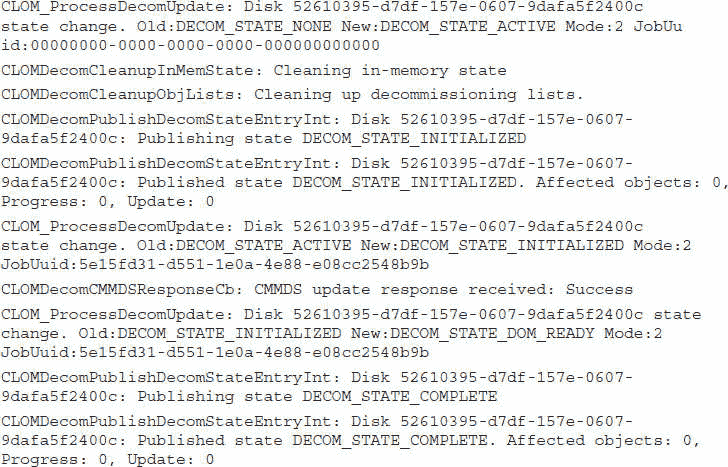 CLOM_ProcessDecomUpdate: Disk 52610395-d7df-157e-0607-9dafa5f2400c
state change. Old:DECOM_STATE_NONE New:DECOM_STATE_ACTIVE Mode:2 JobUu
id:00000000-0000-0000-0000-000000000000
CLOMDecomCleanupInMemState: Cleaning in-memory state
CLOMDecomCleanupObjLists: Cleaning up decommissioning lists.
CLOMDecomPublishDecomStateEntryInt: Disk 52610395-d7df-157e-0607-
9dafa5f2400c: Publishing state DECOM_STATE_INITIALIZED
CLOMDecomPublishDecomStateEntryInt: Disk 52610395-d7df-157e-0607-
9dafa5f2400c: Published state DECOM_STATE_INITIALIZED. Affected objects: 0,
Progress: 0, Update: 0
CLOM_ProcessDecomUpdate: Disk 52610395-d7df-157e-0607-9dafa5f2400c
state change. Old:DECOM_STATE_ACTIVE New:DECOM_STATE_INITIALIZED Mode:2
JobUuid:5e15fd31-d551-1e0a-4e88-e08cc2548b9b
CLOMDecomCMMDSResponseCb: CMMDS update response received: Success
CLOM_ProcessDecomUpdate: Disk 52610395-d7df-157e-0607-9dafa5f2400c state
change. Old:DECOM_STATE_INITIALIZED New:DECOM_STATE_DOM_READY Mode:2
JobUuid:5e15fd31-d551-1e0a-4e88-e08cc2548b9b
CLOMDecomPublishDecomStateEntryInt: Disk 52610395-d7df-157e-0607-
9dafa5f2400c: Publishing state DECOM_STATE_COMPLETE
CLOMDecomPublishDecomStateEntryInt: Disk 52610395-d7df-157e-0607-
9dafa5f2400c: Published state DECOM_STATE_COMPLETE. Affected objects: 0,
Progress: 0, Update: 0